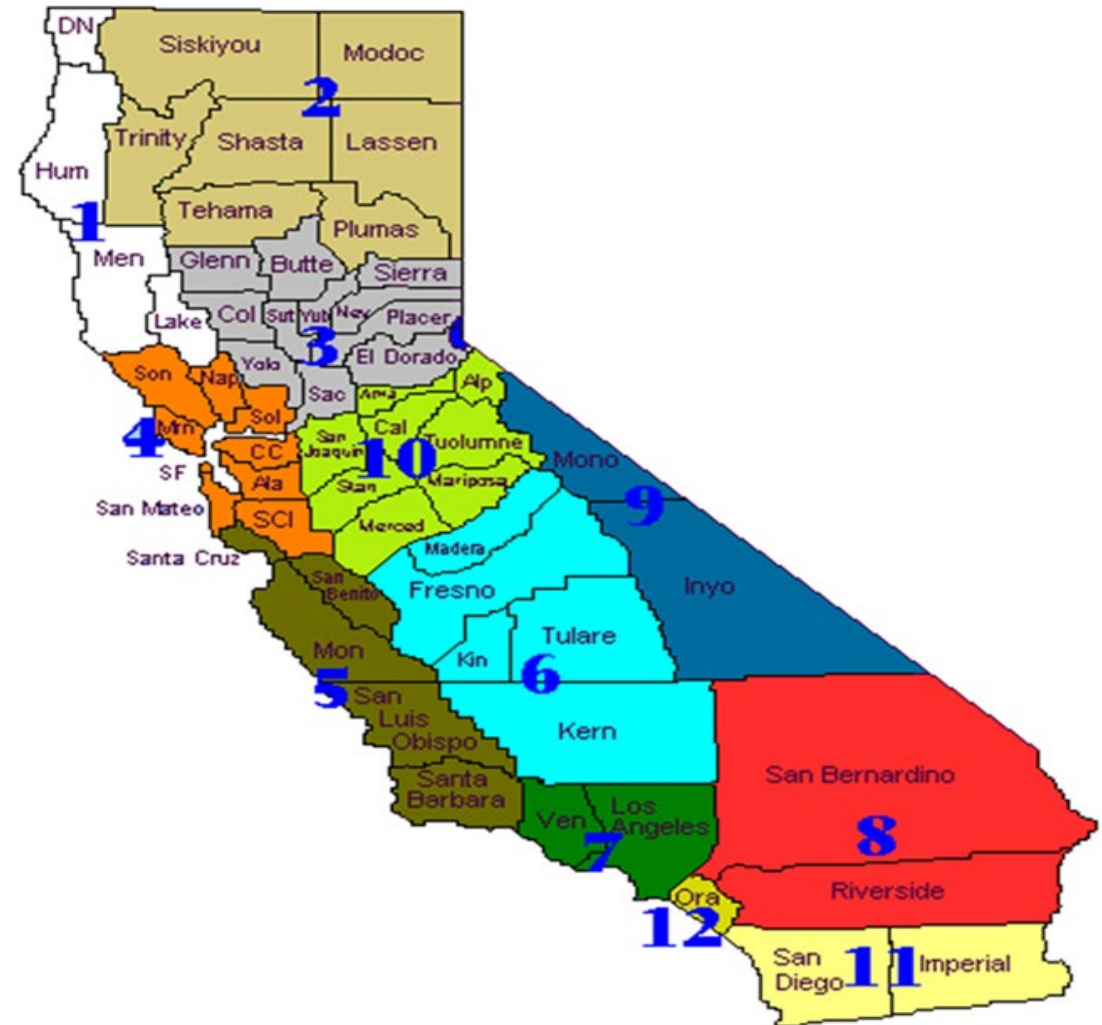 DN
Siskiyou
Modoc
2
Trinity
Shasta
Lassen
Hum
Tehama
1
Plumas
Men
Glenn
Butte
Sierra
Lake
Col
Sut
Yub
Nev
Placer
3
Yolo
El Dorado
Son
Nap
Sac
Alp
Ama
Sol
4
Mrn
Cal
San
Joaquin
10
Tuolumne
CC
SF
Ala
Stan
Mariposa
Mono
9
San Mateo
SCl
Merced
Madera
Santa Cruz
San
Benito
Fresno
Inyo
Mon
Kin
Tulare
5
6
San
Luis
Obispo
Kern
Santa
Barbara
San Bernardino
Ven
Los
Angeles
7
8
Riverside
Ora
12
San
Diego
11
Imperial